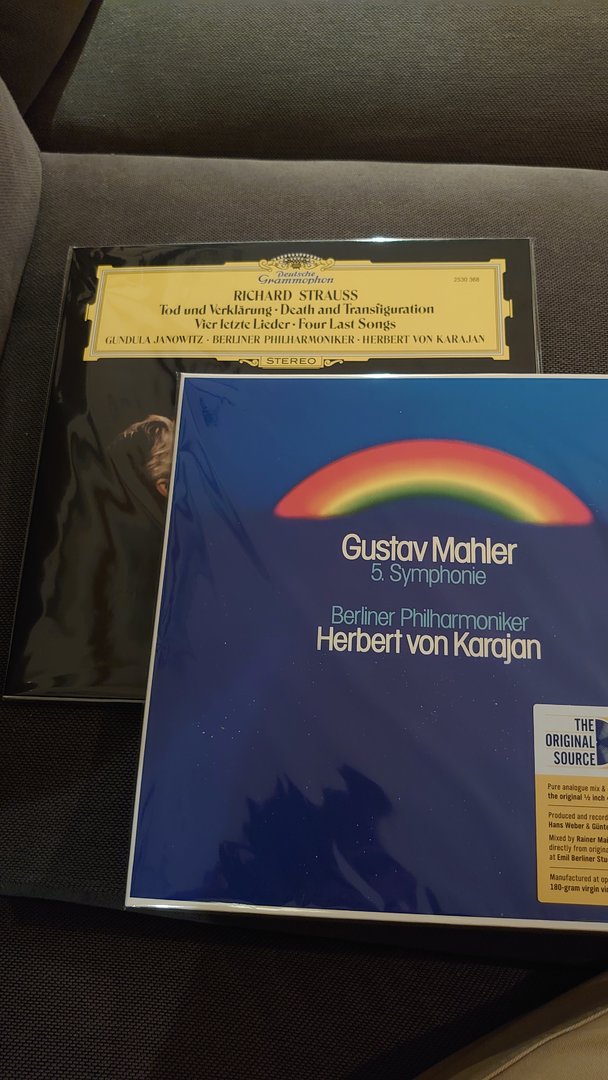 Deutsche
Grammophon
2530 368
RICHARD STRAUSS
Tod und Verklärung · Death and Transfiguration
Vier letzte Lieder · Four Last Songs
GUNDULA JANOWITZ · BERLINER PHILHARMONIKER · HERBERT VON KARAJAN
STEREO
Gustav Mahler
5. Symphonie
Berliner Philharmoniker
Herbert von Karajan
THE
ORIGINAL
SOURCE
Pure analogue mix &
the original ½ inch
Produced and record
Hans Weber & Günte
Mixed by Rainer Mai
directly from origin
at Emil Berliner Stu
Manufactured at op
180-gram virgin vi